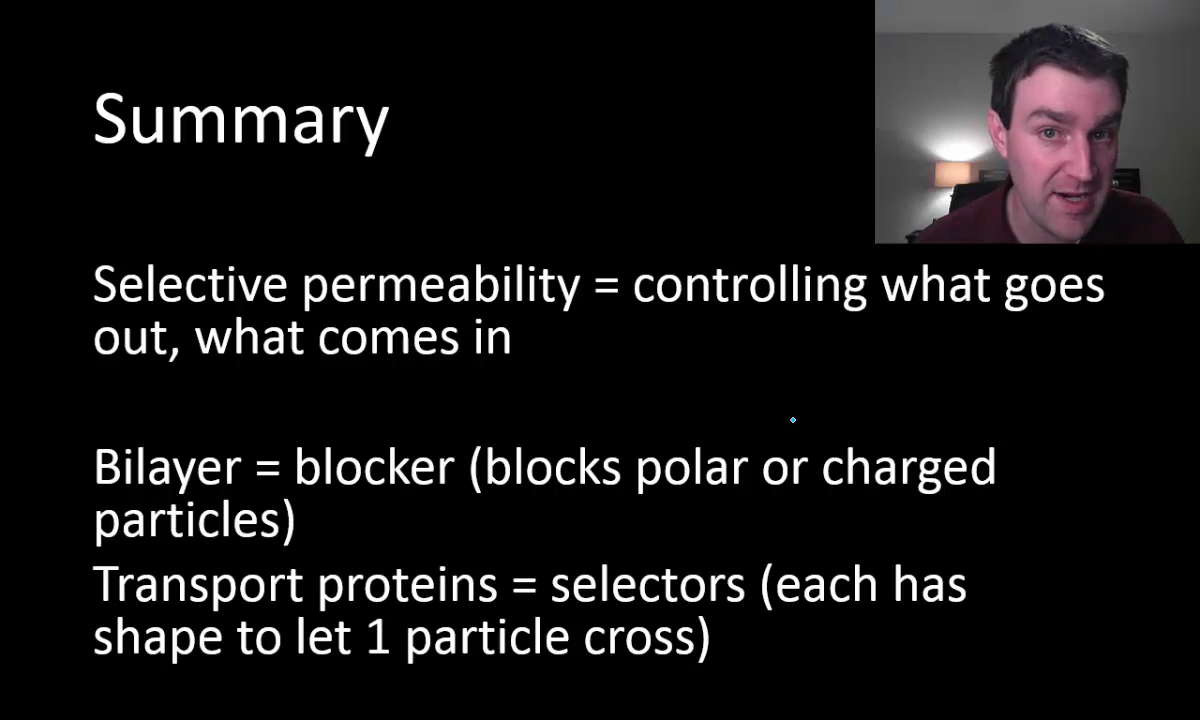 Summary
Selective permeability = controlling what goes
out, what comes in
Bilayer = blocker (blocks polar or charged
particles)
Transport proteins = selectors (each has
shape to let 1 particle cross)